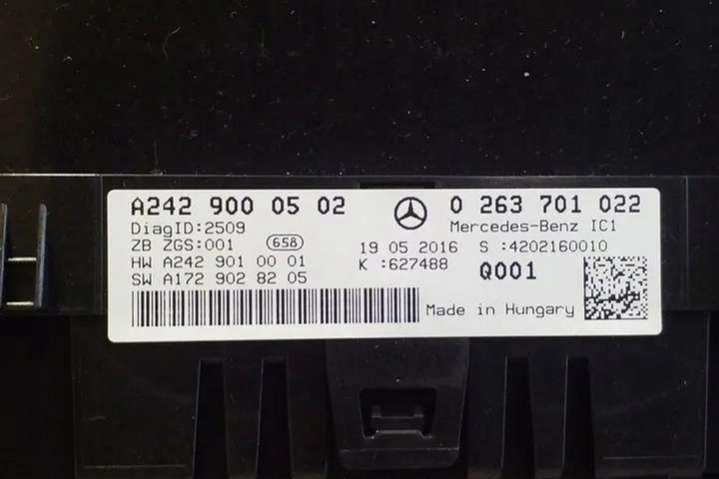 A242 900 05 02 0 263 701 022
DiagID:2509 Mercedes-Benz IC1
ZB ZGS:001 658 19 05 2016 S :4202160010
HW A242 901 00 01 K :627488 Q001
SW A172 902 82 05
Made in Hungary